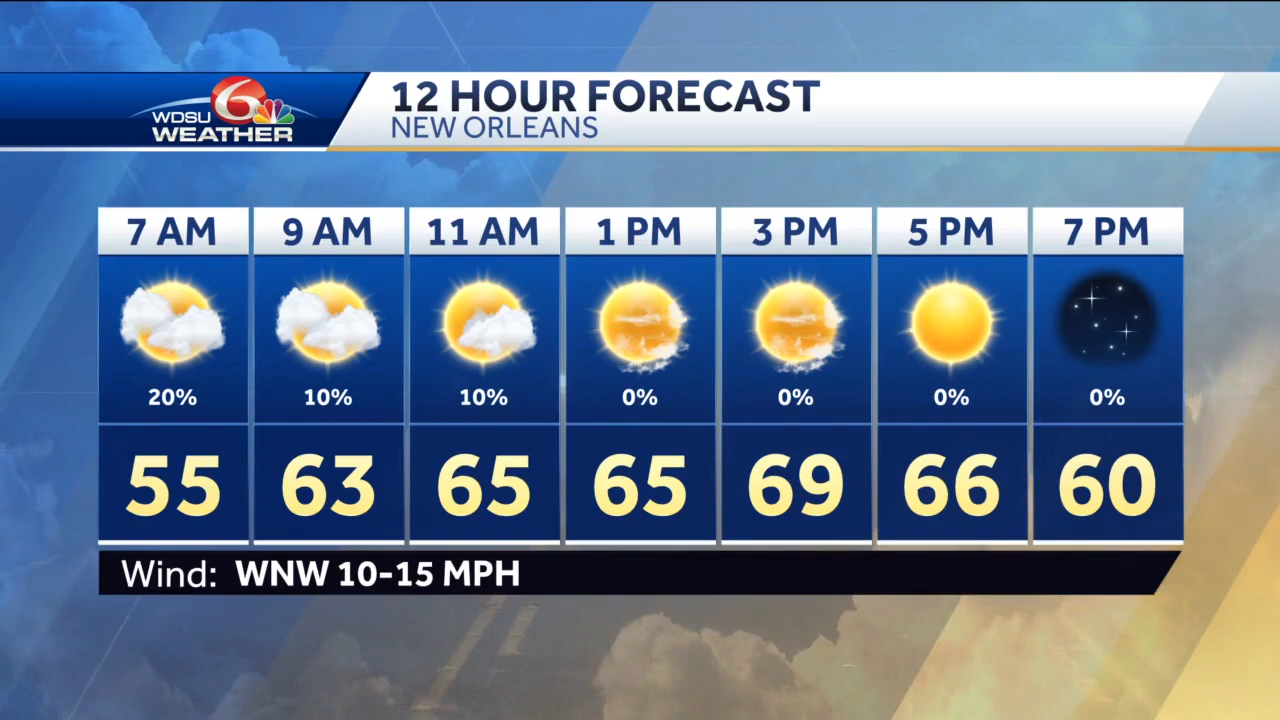 WDSU 6
WEATHER
12 HOUR FORECAST
NEW ORLEANS
7 AM 9 AM 11 AM 1 PM 3 PM 5 PM 7 PM
20% 10% 10% 0% 0% 0% 0%
55 63 65 65 69 66 60
Wind: WNW 10-15 MPH